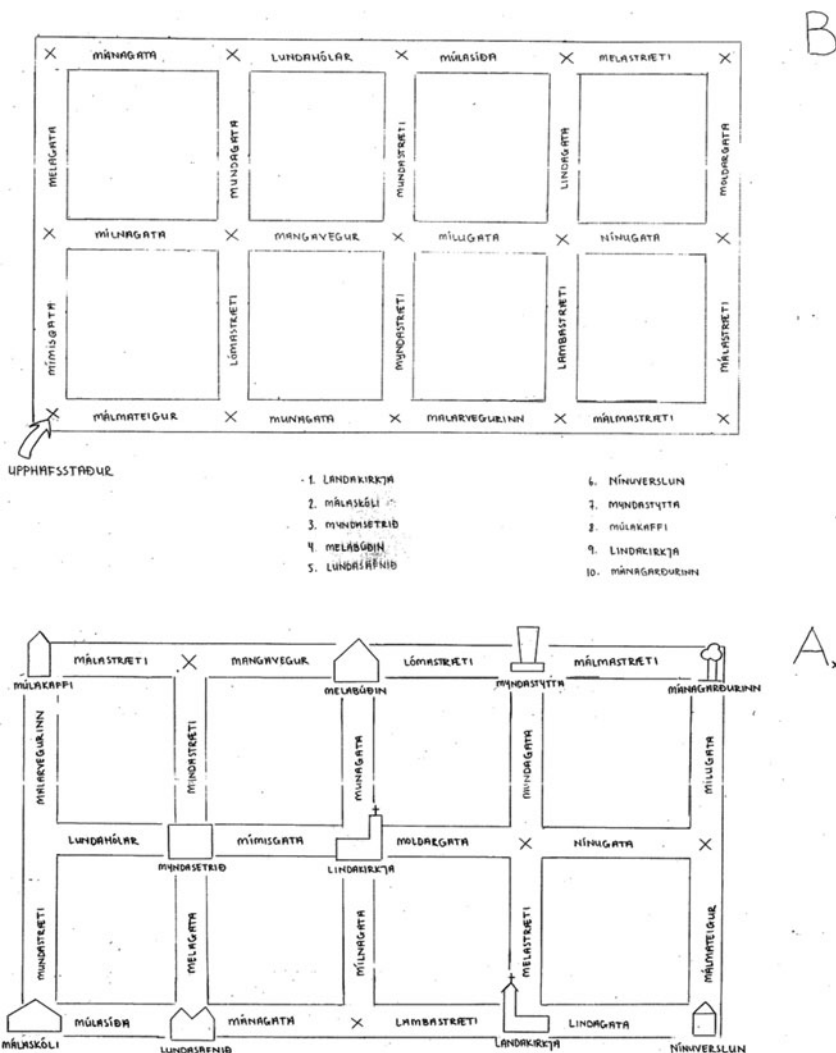 B
MÁNAGATA LUNDAHÓLAR MÚLASÍÐA MELASTRÆTI
MELAGATA MUNDAGATA MUNDASTRÆTI LINDAGATA MOLDARGATA
MÍLNAGATA MANGAVEGUR MÍLUGATA NÍNUGATA
MÍMISGATA LÓMASTRÆTI MYNDASTRÆTI LAMBASTRÆTI MÁLASTRÆTI
MÁLMATEIGUR MUNAGATA MALARVEGURINN MÁLMASTRÆTI
UPPHAFSSTAÐUR
1. LANDAKIRKJA
2. MÁLASKÓLI
3. MYNDASETRIÐ
4. MELABÚÐIN
5. LUNDASAFNIÐ
6. NÍNUVERSLUN
7. MYNDASTYTTA
8. MÚLAKAFFI
9. LINDAKIRKJA
10. MÁNAGARÐURINN
A.
MÁLASTRÆTI MANGAVEGUR LÓMASTRÆTI MÁLMASTRÆTI
MÚLAKAFFI MELABÚÐIN MYNDASTYTTA MÁNAGARÐURINN
MALARVEGURINN MINDASTRÆTI MUNAGATA MUNDAGATA MÍLUGATA
LUNDAHÓLAR MÍMISGATA MOLDARGATA NÍNUGATA
MYNDASETRIÐ LINDAKIRKJA
MUNDASTRÆTI MELAGATA MÍLNAGATA MELASTRÆTI MÁLMATEIGUR
MÚLASÍÐA MÁNAGATA LAMBASTRÆTI LINDAGATA
MÁLASKÓLI LUNDASAFNIÐ LANDAKIRKJA NÍNUVERSLUN